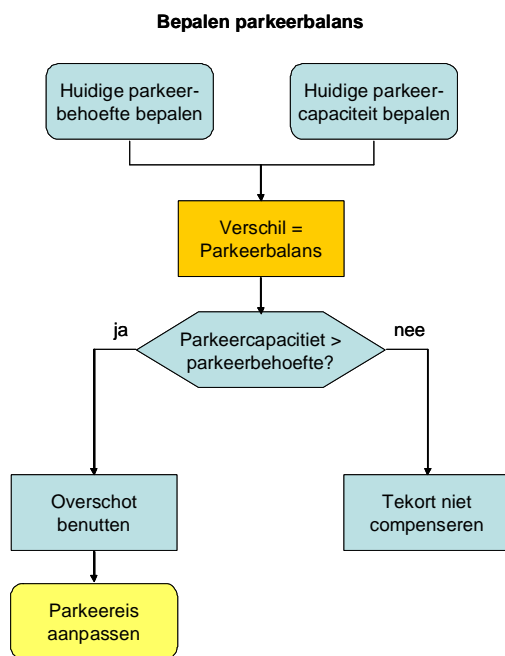 Bepalen parkeerbalans
Huidige parkeer-
behoefte bepalen
Huidige parkeer-
capaciteit bepalen
Verschil =
Parkeerbalans
ja
Parkeercapacitiet >
parkeerbehoefte?
nee
Overschot
benutten
Tekort niet
compenseren
Parkeereis
aanpassen